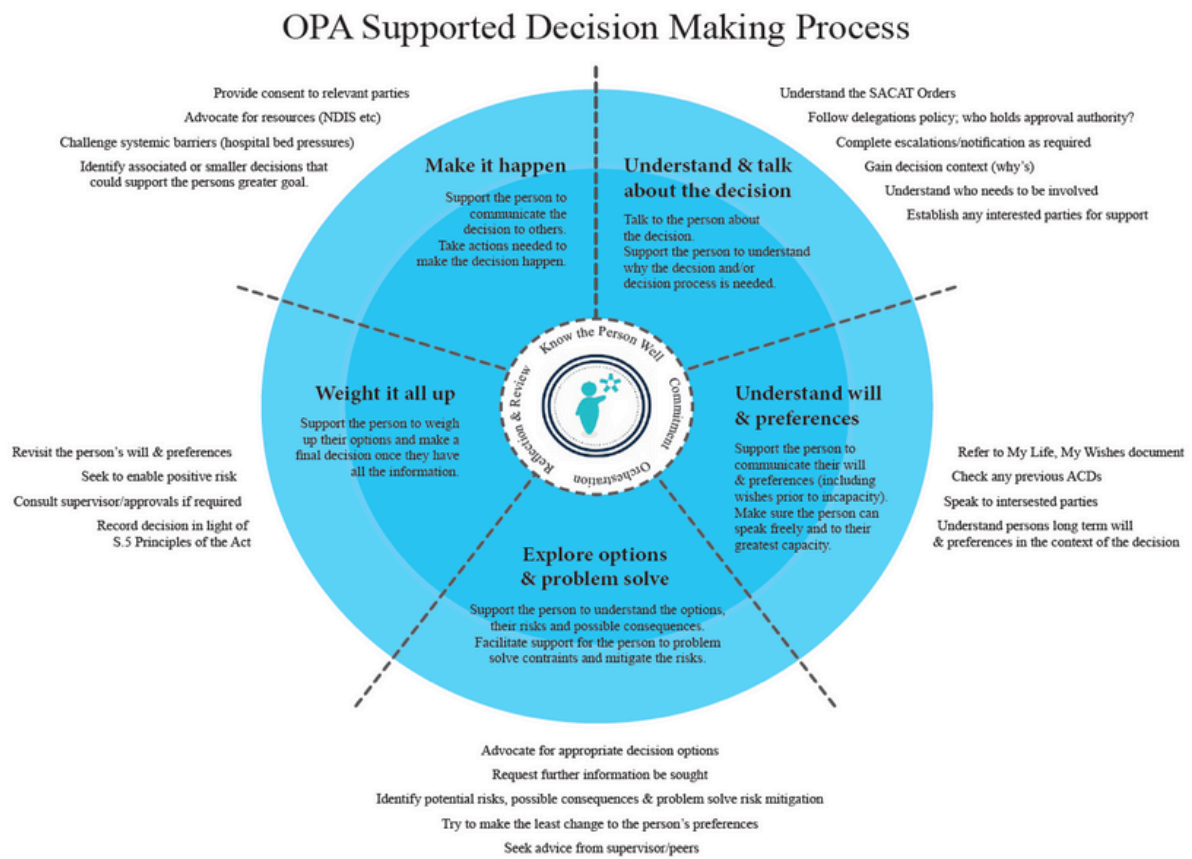 OPA Supported Decision Making Process
Provide consent to relevant parties
Advocate for resources (NDIS etc)
Challenge systemic barriers (hospital bed pressures)
Identify associated or smaller decisions that
could support the persons greater goal.
Make it happen
Support the person to
communicate the
decision to others.
Take actions needed to
make the decision happen.
Understand the SACAT Orders
Follow delegations policy; who holds approval authority?
Complete escalations/notification as required
Gain decision context (why's)
Understand who needs to be involved
Establish any interested parties for support
Understand & talk
about the decision
Talk to the person about
the decision.
Support the person to understand
why the decsion and/or
decision process is needed.
Know the Person Well
Commitment
Orchestration
Reflection & Review
Understand will
& preferences
Support the person to
communicate their will
& preferences (including
wishes prior to incapacity).
Make sure the person can
speak freely and to their
greatest capacity.
Refer to My Life, My Wishes document
Check any previous ACDs
Speak to intersested parties
Understand persons long term will
& preferences in the context of the decision
Explore options
& problem solve
Support the person to understand the options,
their risks and possible consequences.
Facilitate support for the person to problem
solve contraints and mitigate the risks.
Advocate for appropriate decision options
Request further information be sought
Identify potential risks, possible consequences & problem solve risk mitigation
Try to make the least change to the person's preferences
Seek advice from supervisor/peers
Weight it all up
Support the person to weigh
up their options and make a
final decision once they have
all the information.
Revisit the person's will & preferences
Seek to enable positive risk
Consult supervisor/approvals if required
Record decision in light of
S.5 Principles of the Act